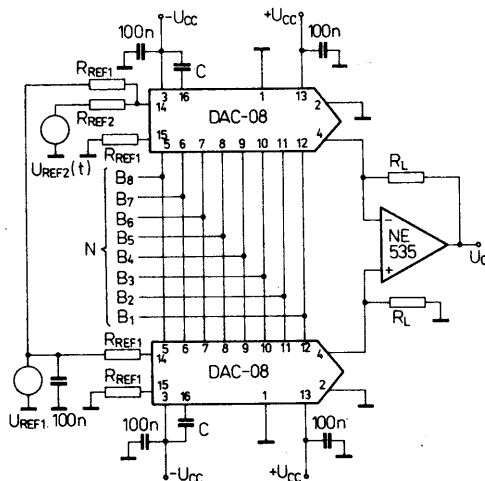 -UCC +UCC
100n 100n
C
RREF1
3 16 1 13
14 DAC-08 2
RREF2
15 4
UREF2(t)
RREF1
5 6 7 8 9 10 11 12
B8
B7
B6
B5
N
B4
B3
B2
B1
RL
-
NE
535
+
U0
RL
RREF1
5 6 7 8 9 10 11 12
14 4
RREF1 DAC-08
15 2
UREF1 100n
3 16 1 13
100n C 100n
-UCC +UCC